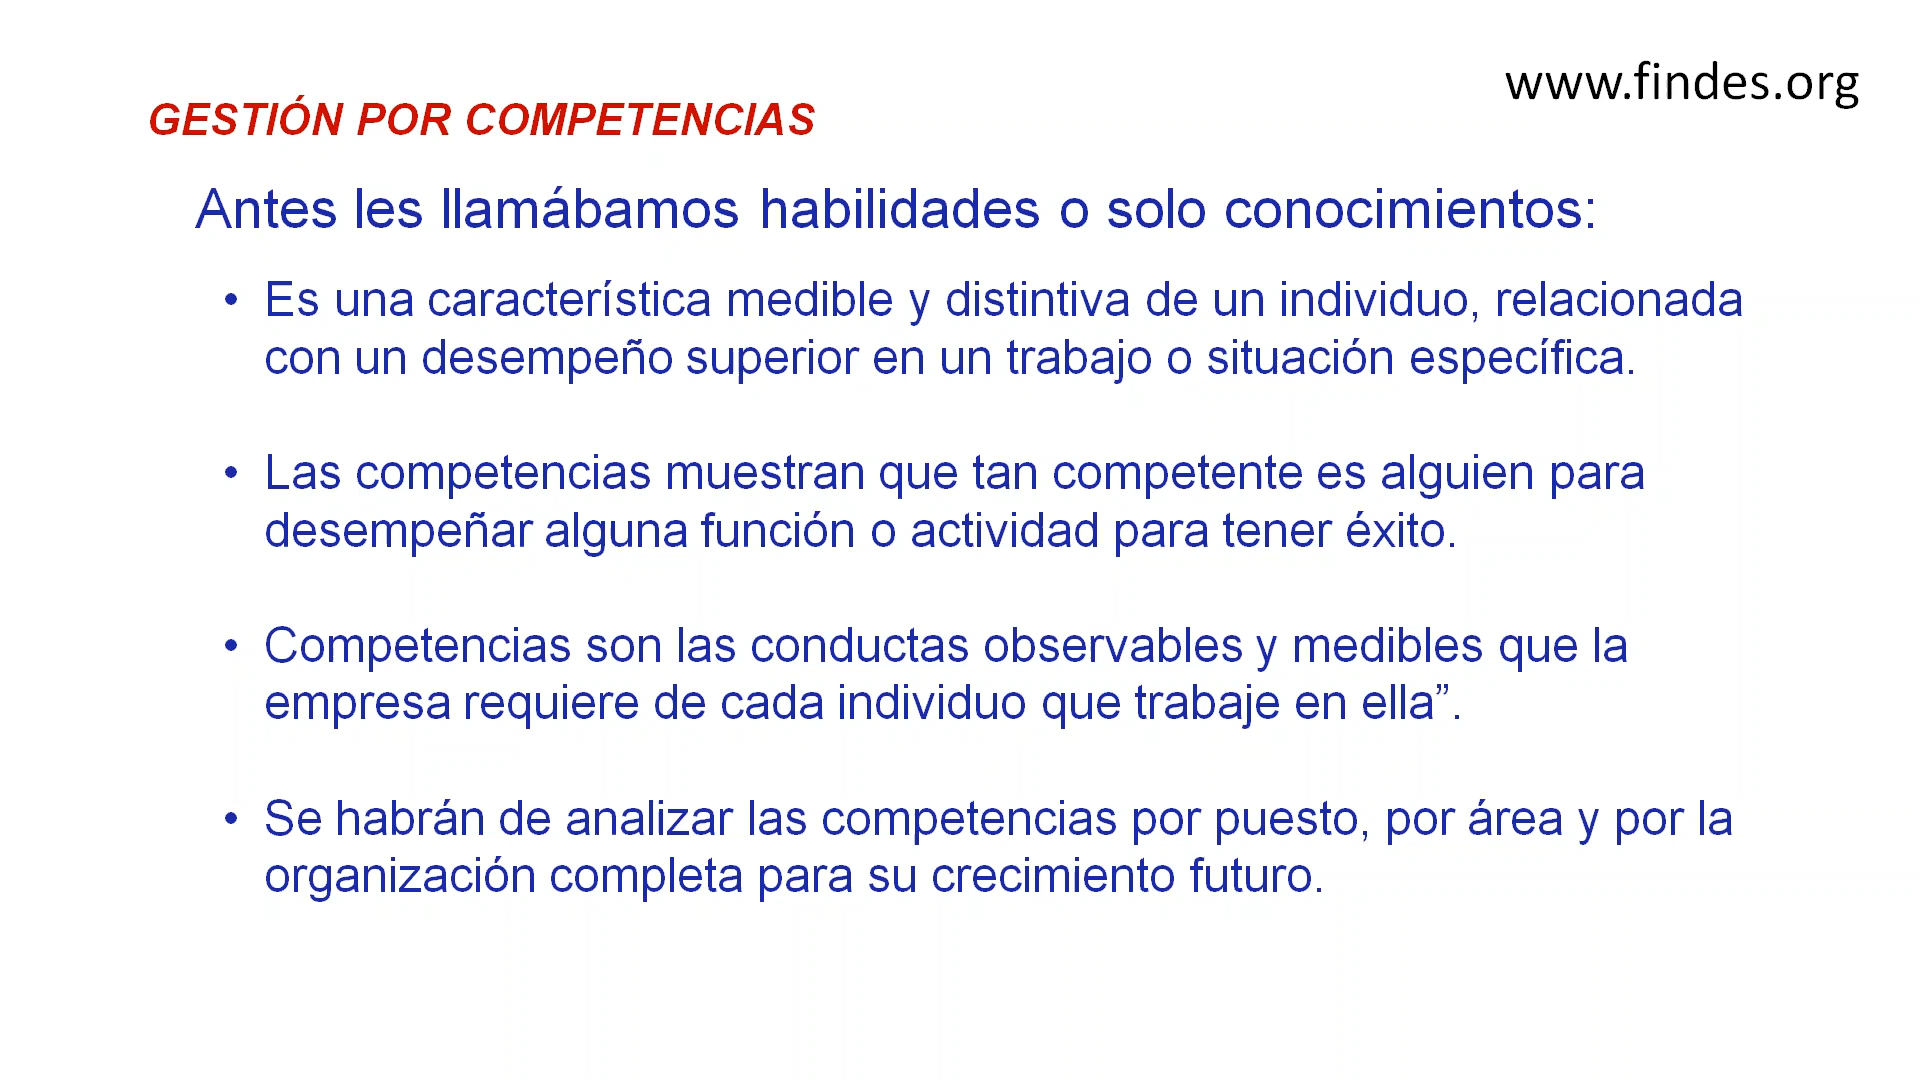 www.findes.org
GESTIÓN POR COMPETENCIAS
Antes les llamábamos habilidades o solo conocimientos:
• Es una característica medible y distintiva de un individuo, relacionada
con un desempeño superior en un trabajo o situación específica.
• Las competencias muestran que tan competente es alguien para
desempeñar alguna función o actividad para tener éxito.
• Competencias son las conductas observables y medibles que la
empresa requiere de cada individuo que trabaje en ella”.
• Se habrán de analizar las competencias por puesto, por área y por la
organización completa para su crecimiento futuro.